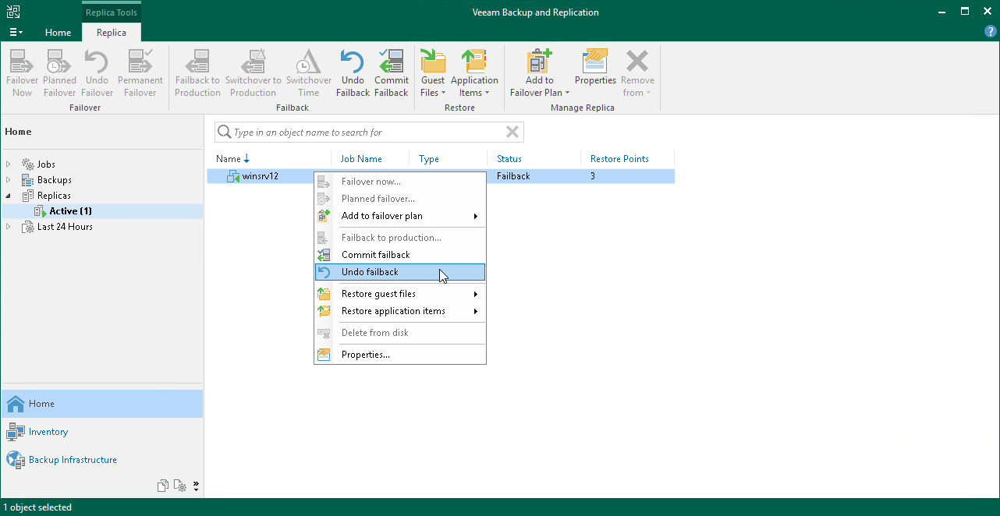 Replica Tools
Veeam Backup and Replication
Home
Replica
?
Failover Now
Planned Failover
Undo Failover
Permanent Failover
Failover
Failback to Production
Switchover to Production
Switchover Time
Undo Failback
Commit Failback
Failback
Guest Files
Application Items
Restore
Add to Failover Plan
Properties
Remove from
Manage Replica
Home
Jobs
Backups
Replicas
Active (1)
Last 24 Hours
Type in an object name to search for
Name
Job Name
Type
Status
Restore Points
winsrv12
Failback
3
Failover now...
Planned failover...
Add to failover plan
Failback to production...
Commit failback
Undo failback
Restore guest files
Restore application items
Delete from disk
Properties...
Home
Inventory
Backup Infrastructure
1 object selected